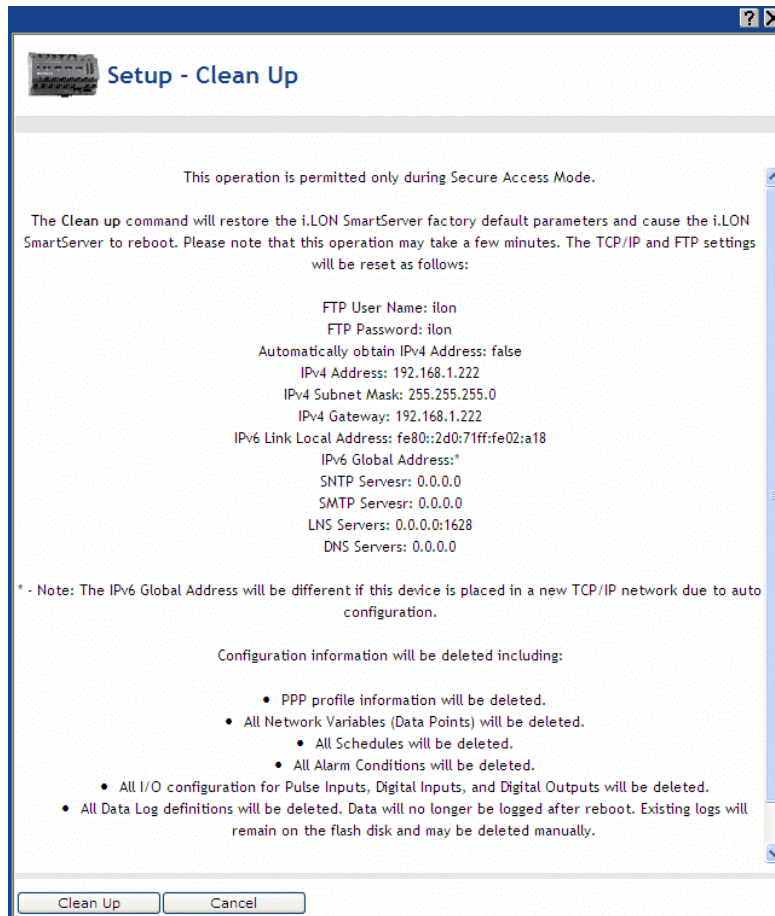 Setup - Clean Up
This operation is permitted only during Secure Access Mode.
The Clean up command will restore the i.LON SmartServer factory default parameters and cause the i.LON
SmartServer to reboot. Please note that this operation may take a few minutes. The TCP/IP and FTP settings
will be reset as follows:
FTP User Name: ilon
FTP Password: ilon
Automatically obtain IPv4 Address: false
IPv4 Address: 192.168.1.222
IPv4 Subnet Mask: 255.255.255.0
IPv4 Gateway: 192.168.1.222
IPv6 Link Local Address: fe80::2d0:71ff:fe02:a18
IPv6 Global Address:*
SNTP Servesr: 0.0.0.0
SMTP Servesr: 0.0.0.0
LNS Servers: 0.0.0.0:1628
DNS Servers: 0.0.0.0
* - Note: The IPv6 Global Address will be different if this device is placed in a new TCP/IP network due to auto
configuration.
Configuration information will be deleted including:
• PPP profile information will be deleted.
• All Network Variables (Data Points) will be deleted.
• All Schedules will be deleted.
• All Alarm Conditions will be deleted.
• All I/O configuration for Pulse Inputs, Digital Inputs, and Digital Outputs will be deleted.
• All Data Log definitions will be deleted. Data will no longer be logged after reboot. Existing logs will
remain on the flash disk and may be deleted manually.
Clean Up Cancel